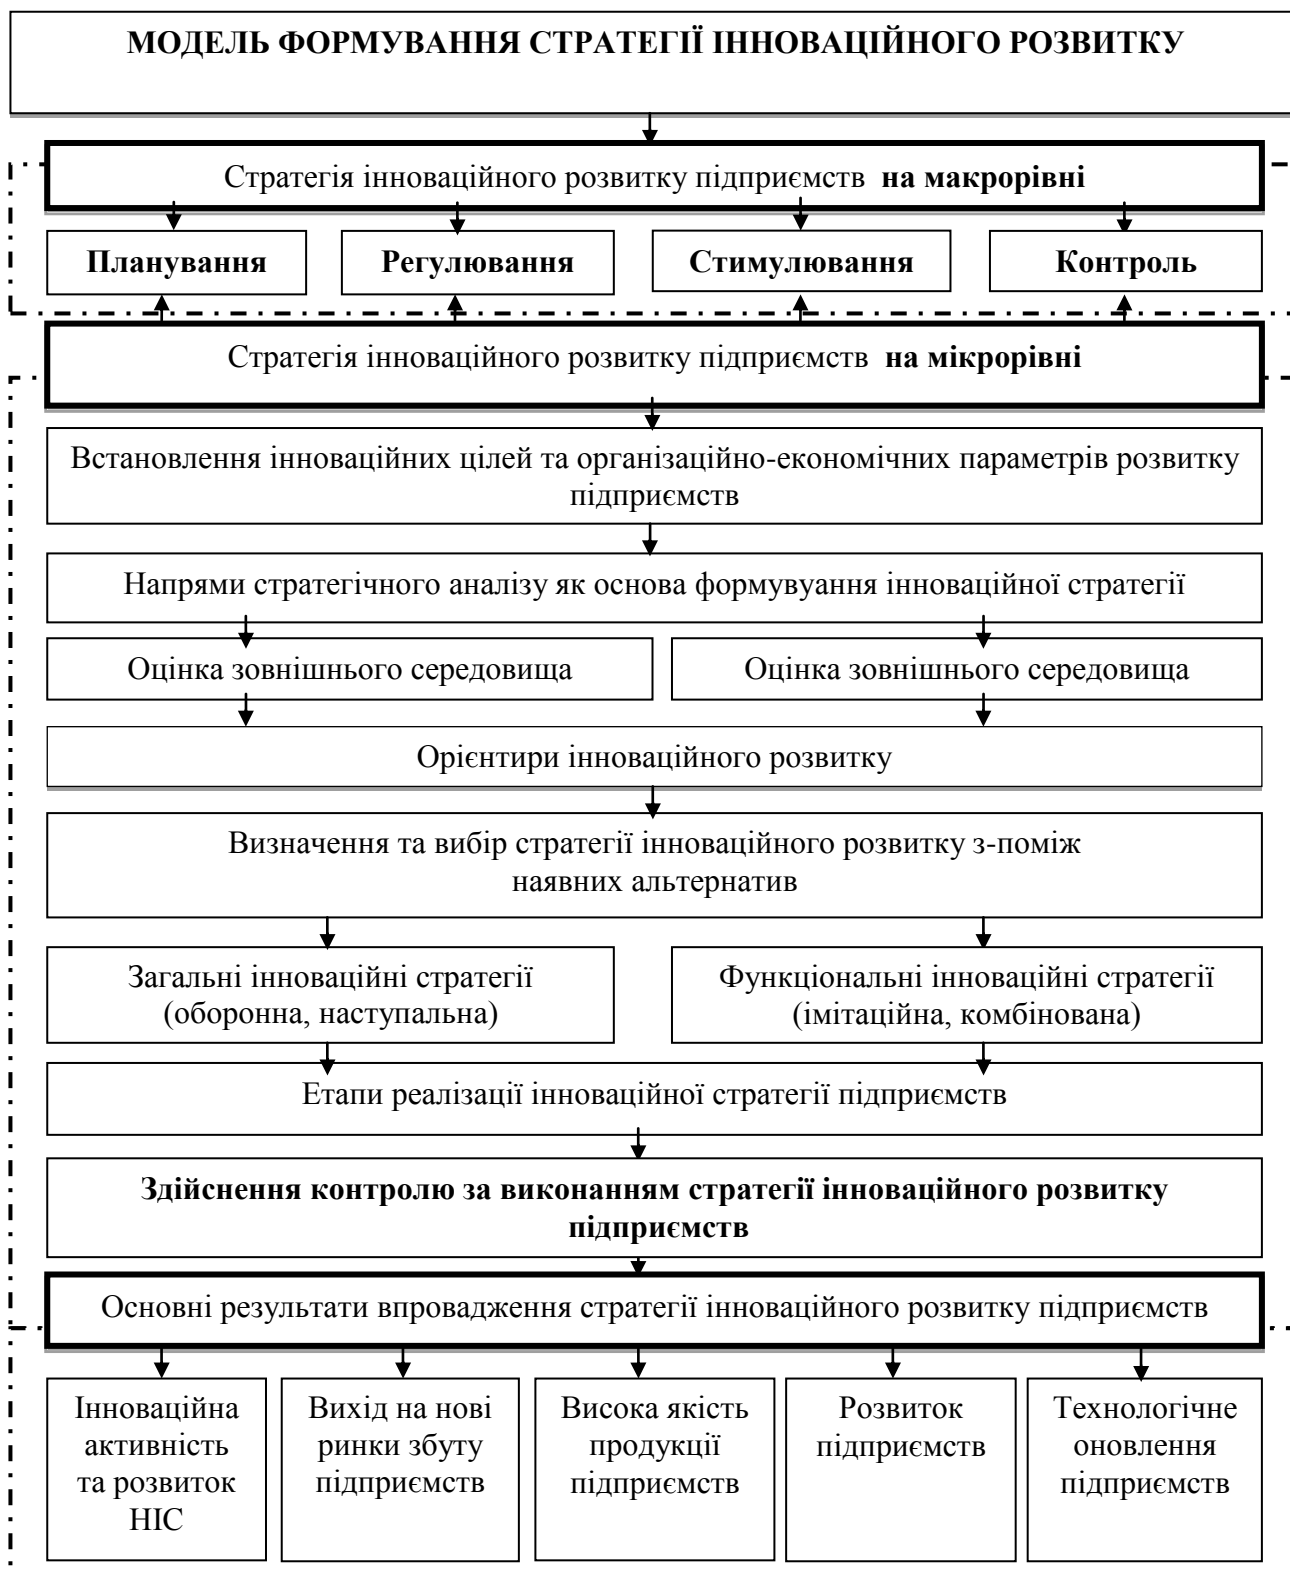 МОДЕЛЬ ФОРМУВАННЯ СТРАТЕГІЇ ІННОВАЦІЙНОГО РОЗВИТКУ
Стратегія інноваційного розвитку підприємств на макрорівні
Планування
Регулювання
Стимулювання
Контроль
Стратегія інноваційного розвитку підприємств на мікрорівні
Встановлення інноваційних цілей та організаційно-економічних параметрів розвитку
підприємств
Напрями стратегічного аналізу як основа формувуання інноваційної стратегії
Оцінка зовнішнього середовища
Оцінка зовнішнього середовища
Орієнтири інноваційного розвитку
Визначення та вибір стратегії інноваційного розвитку з-поміж
наявних альтернатив
Загальні інноваційні стратегії
(оборонна, наступальна)
Функціональні інноваційні стратегії
(імітаційна, комбінована)
Етапи реалізації інноваційної стратегії підприємств
Здійснення контролю за виконанням стратегії інноваційного розвитку
підприємств
Основні результати впровадження стратегії інноваційного розвитку підприємств
Інноваційна
активність
та розвиток
НІС
Вихід на нові
ринки збуту
підприємств
Висока якість
продукції
підприємств
Розвиток
підприємств
Технологічне
оновлення
підприємств